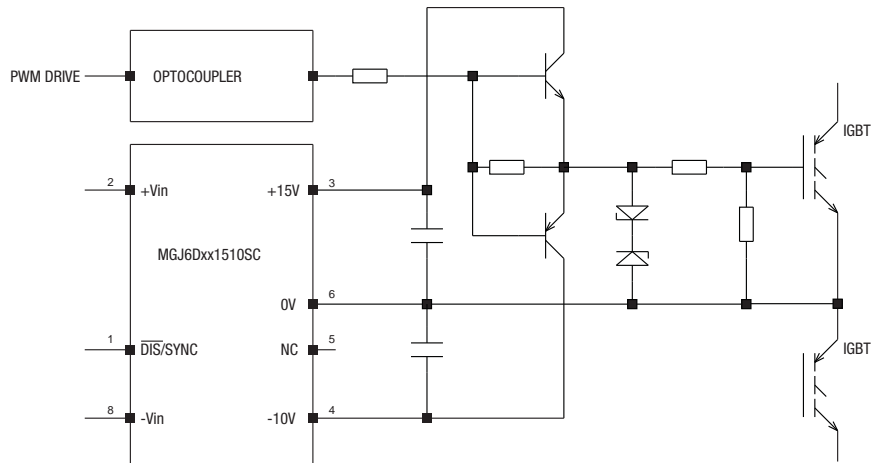 PWM DRIVE
OPTOCOUPLER
IGBT
2
+Vin
+15V
3
MGJ6Dxx1510SC
0V
6
1
DIS/SYNC
NC
5
IGBT
8
-Vin
-10V
4